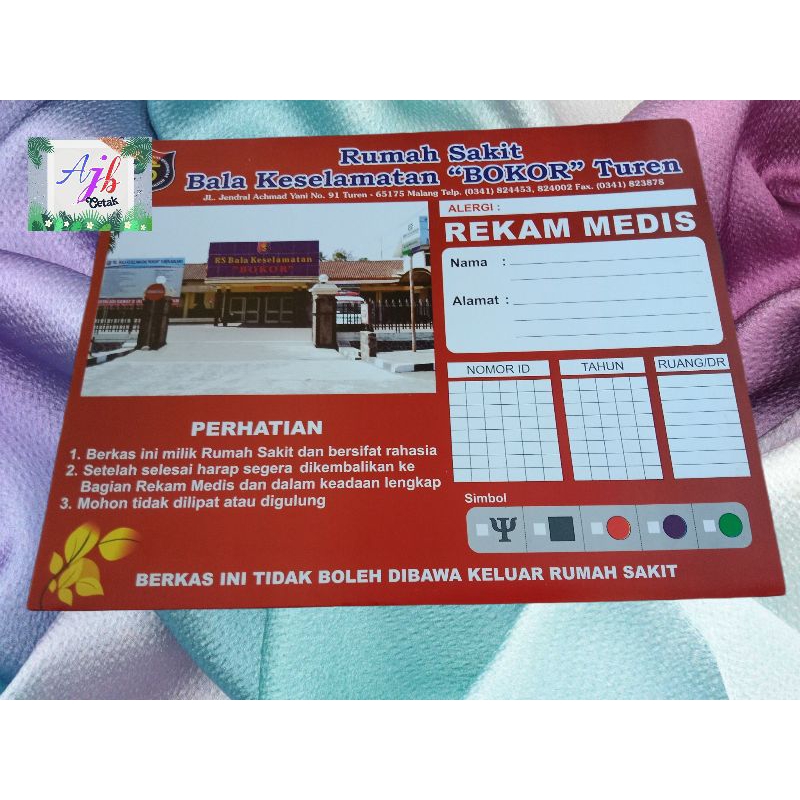 Ajb
Cetak
Rumah Sakit
Bala Keselamatan "BOKOR" Turen
JL. Jendral Achmad Yani No. 91 Turen - 65175 Malang Telp. (0341) 824453, 824002 Fax. (0341) 823878
ALERGI :
REKAM MEDIS
Nama :
Alamat :
RS Bala Keselamatan
"BOKOR"
NOMOR ID
TAHUN
RUANG/DR
PERHATIAN
1. Berkas ini milik Rumah Sakit dan bersifat rahasia
2. Setelah selesai harap segera dikembalikan ke
Bagian Rekam Medis dan dalam keadaan lengkap
3. Mohon tidak dilipat atau digulung
Simbol
Ψ
BERKAS INI TIDAK BOLEH DIBAWA KELUAR RUMAH SAKIT